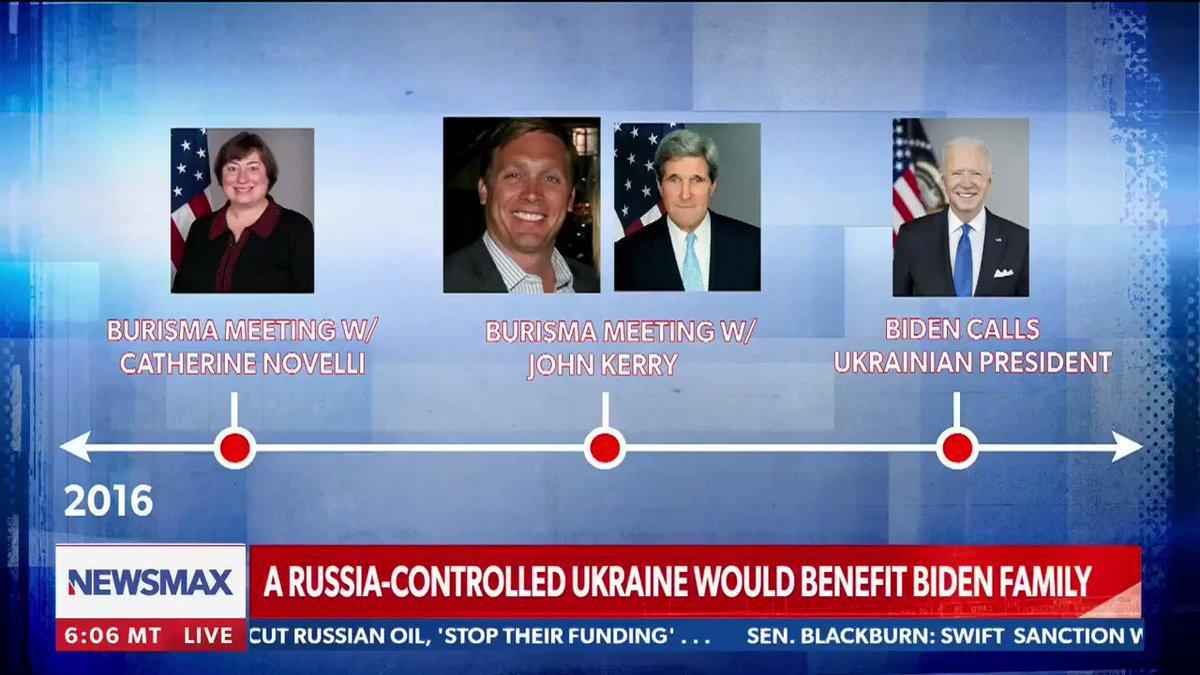 BURISMA MEETING W/
CATHERINE NOVELLI
BURISMA MEETING W/
JOHN KERRY
BIDEN CALLS
UKRAINIAN PRESIDENT
2016
NEWSMAX
A RUSSIA-CONTROLLED UKRAINE WOULD BENEFIT BIDEN FAMILY
6:06 MT LIVE
CUT RUSSIAN OIL, 'STOP THEIR FUNDING' . . . SEN. BLACKBURN: SWIFT SANCTION W